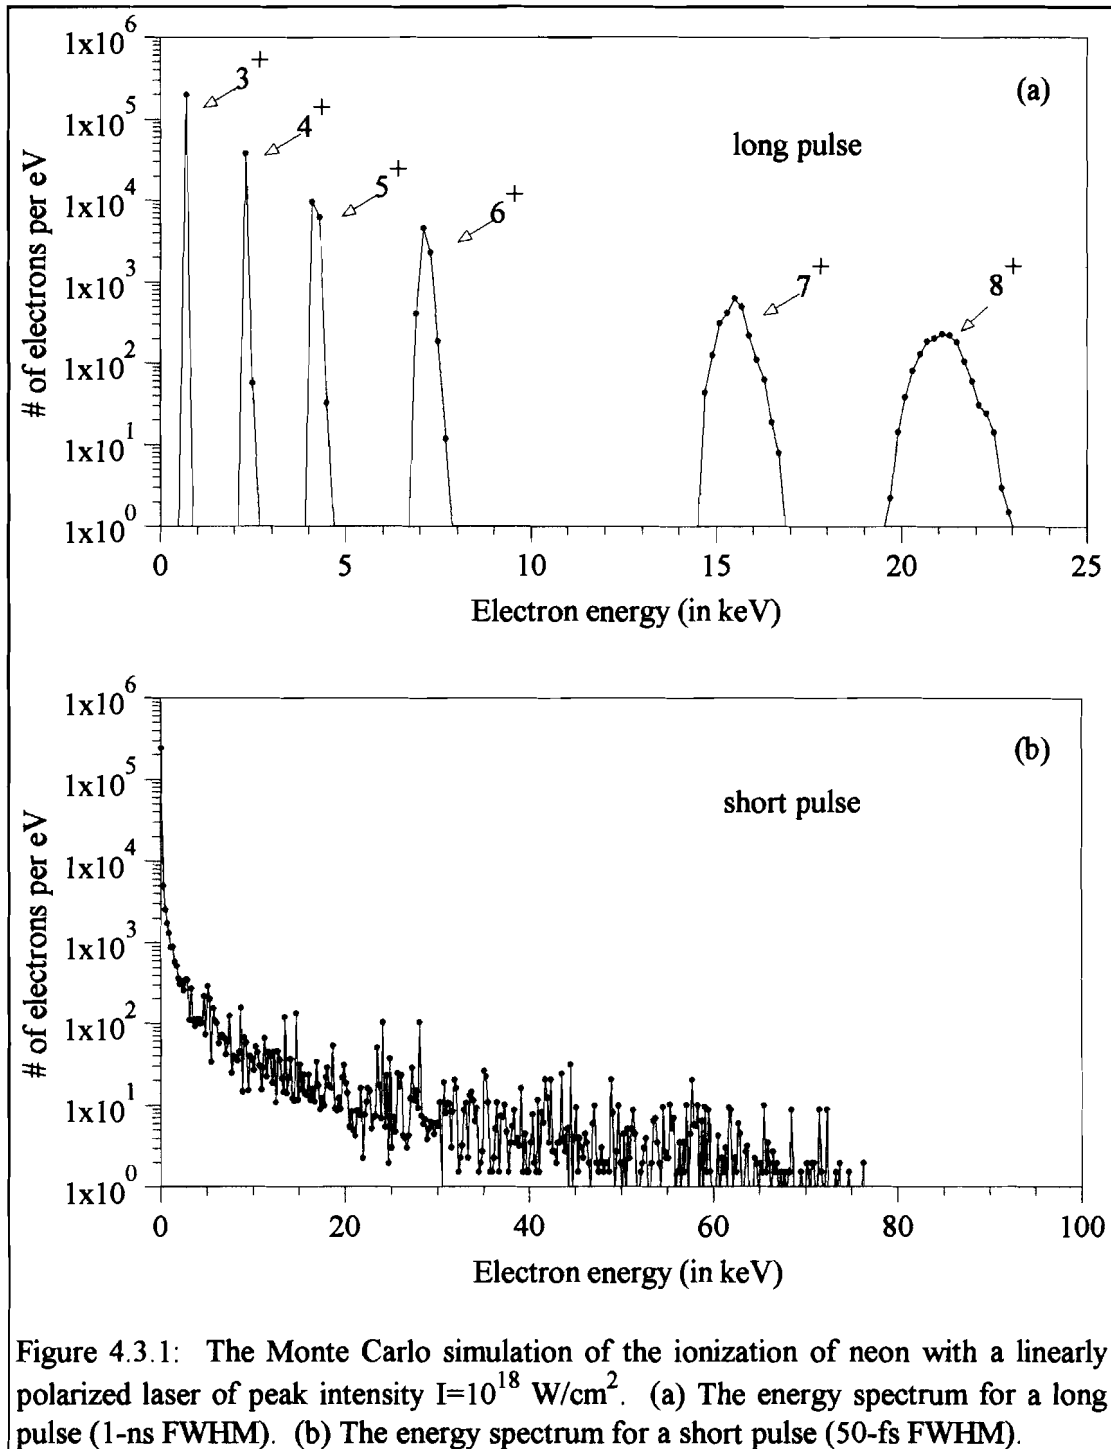 1x10^6
1x10^5
1x10^4
1x10^3
1x10^2
1x10^1
1x10^0
# of electrons per eV
3+
4+
5+
6+
7+
8+
(a)
long pulse
0 5 10 15 20 25
Electron energy (in keV)
1x10^6
1x10^5
1x10^4
1x10^3
1x10^2
1x10^1
1x10^0
# of electrons per eV
(b)
short pulse
0 20 40 60 80 100
Electron energy (in keV)
Figure 4.3.1: The Monte Carlo simulation of the ionization of neon with a linearly
polarized laser of peak intensity I=10^18 W/cm^2. (a) The energy spectrum for a long
pulse (1-ns FWHM). (b) The energy spectrum for a short pulse (50-fs FWHM).